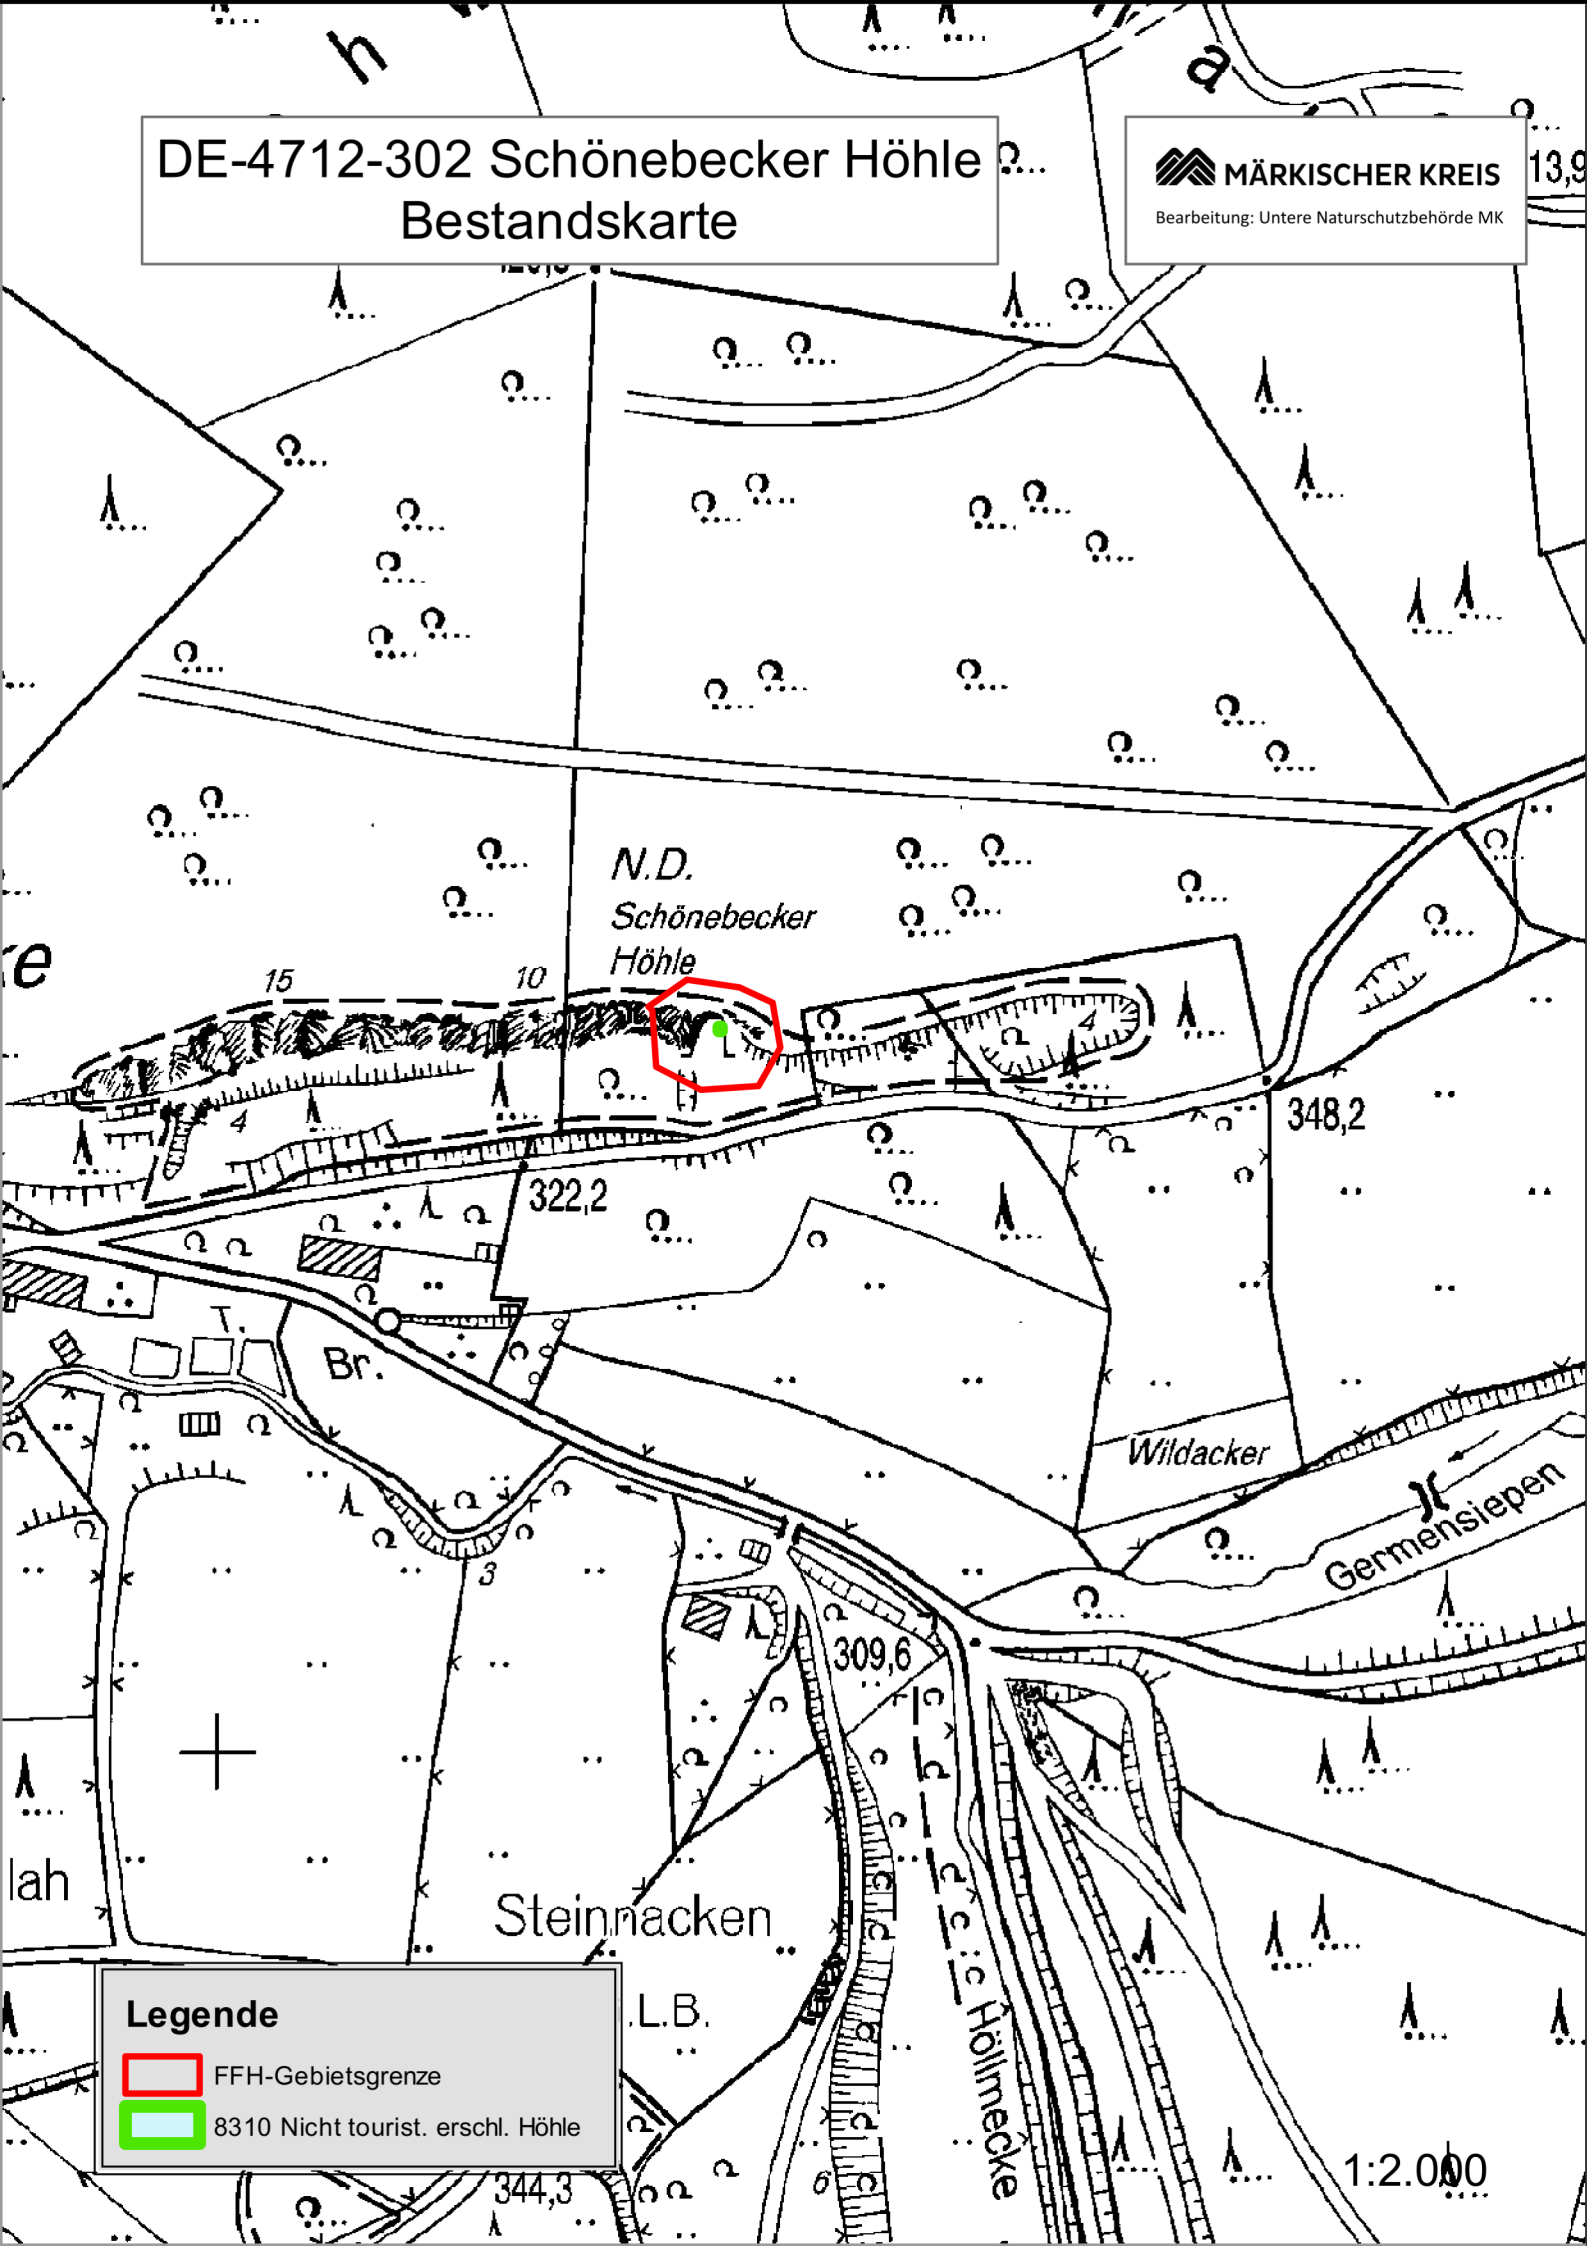 h
a
DE-4712-302 Schönebecker Höhle
Bestandskarte
MÄRKISCHER KREIS
Bearbeitung: Untere Naturschutzbehörde MK
13,9
N.D.
Schönebecker
Höhle
e
15
10
4
4
348,2
322,2
T.
Br.
Wildacker
Germensiepen
3
309,6
lah
Steinnacken
.L.B.
Höllmecke
Legende
FFH-Gebietsgrenze
8310 Nicht tourist. erschl. Höhle
344,3
6
1:2.000